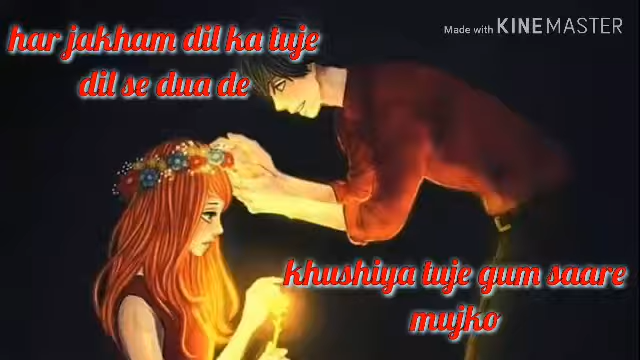 har jakham dil ka tuje
Made with KINEMASTER
dil se dua de
khushiya tuje gum saare
mujko